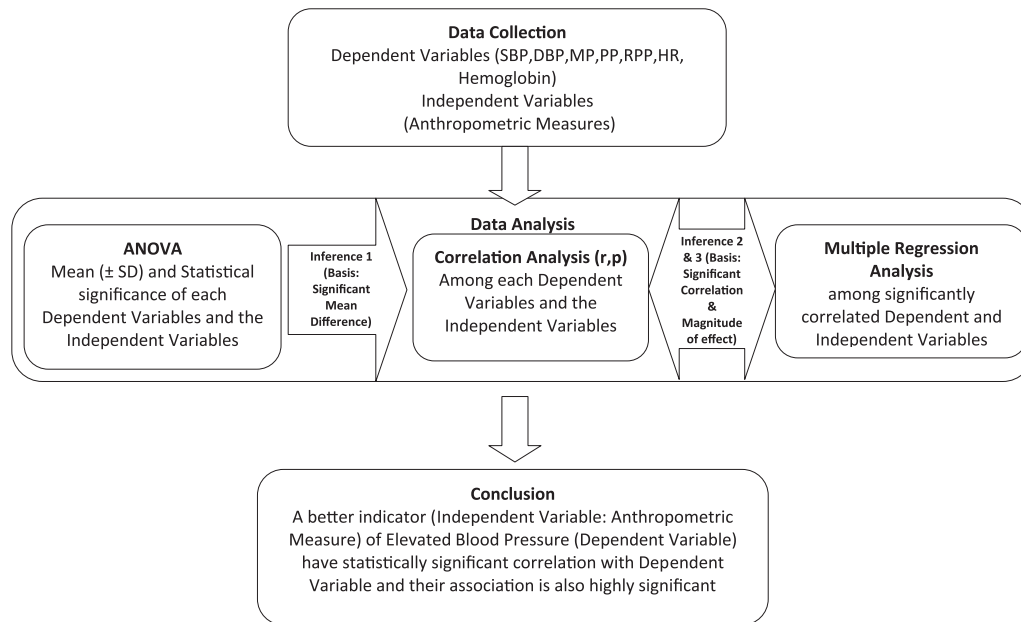 Data Collection
Dependent Variables (SBP,DBP,MP,PP,RPP,HR,
Hemoglobin)
Independent Variables
(Anthropometric Measures)
Data Analysis
ANOVA
Mean (± SD) and Statistical
significance of each
Dependent Variables and the
Independent Variables
Inference 1
(Basis:
Significant
Mean
Difference)
Correlation Analysis (r,p)
Among each Dependent
Variables and the
Independent Variables
Inference 2
& 3 (Basis:
Significant
Correlation
&
Magnitude
of effect)
Multiple Regression
Analysis
among significantly
correlated Dependent and
Independent Variables
Conclusion
A better indicator (Independent Variable: Anthropometric
Measure) of Elevated Blood Pressure (Dependent Variable)
have statistically significant correlation with Dependent
Variable and their association is also highly significant